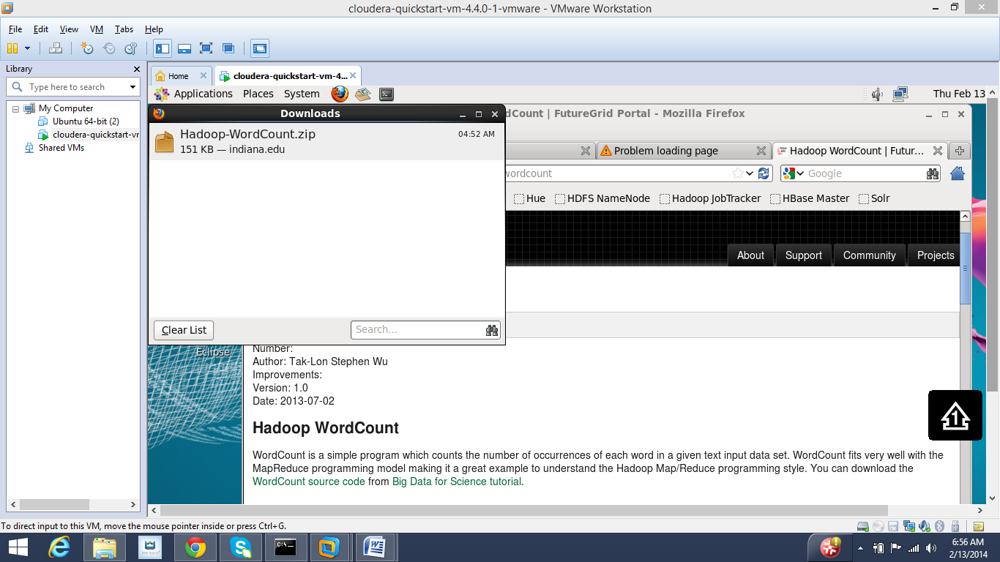 cloudera-quickstart-vm-4.4.0-1-vmware - VMware Workstation
File Edit View VM Tabs Help
Library
Type here to search
My Computer
Ubuntu 64-bit (2)
cloudera-quickstart-vr
Shared VMs
Home
cloudera-quickstart-vm-4...
Applications Places System
Thu Feb 13
Downloads
dCount | FutureGrid Portal - Mozilla Firefox
Hadoop-WordCount.zip
04:52 AM
151 KB — indiana.edu
Problem loading page
Hadoop WordCount | Futur...
wordcount
Google
Hue
HDFS NameNode
Hadoop JobTracker
HBase Master
Solr
About
Support
Community
Projects
Clear List
Search...
Eclipse
Number:
Author: Tak-Lon Stephen Wu
Improvements:
Version: 1.0
Date: 2013-07-02
1
Hadoop WordCount
WordCount is a simple program which counts the number of occurrences of each word in a given text input data set. WordCount fits very well with the
MapReduce programming model making it a great example to understand the Hadoop Map/Reduce programming style. You can download the
WordCount source code from Big Data for Science tutorial.
To direct input to this VM, move the mouse pointer inside or press Ctrl+G.
6:56 AM
2/13/2014